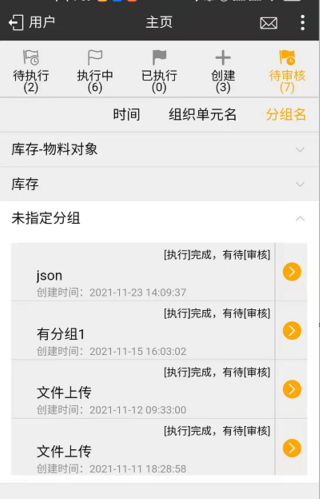 用户
主页
待执行
(2)
执行中
(6)
已执行
(0)
创建
(3)
待审核
(7)
时间
组织单元名
分组名
库存-物料对象
库存
未指定分组
[执行]完成，有待[审核]
json
创建时间：2021-11-23 14:09:37
[执行]完成，有待[审核]
有分组1
创建时间：2021-11-15 16:03:02
[执行]完成，有待[审核]
文件上传
创建时间：2021-11-12 09:33:00
[执行]完成，有待[审核]
文件上传
创建时间：2021-11-11 18:28:58